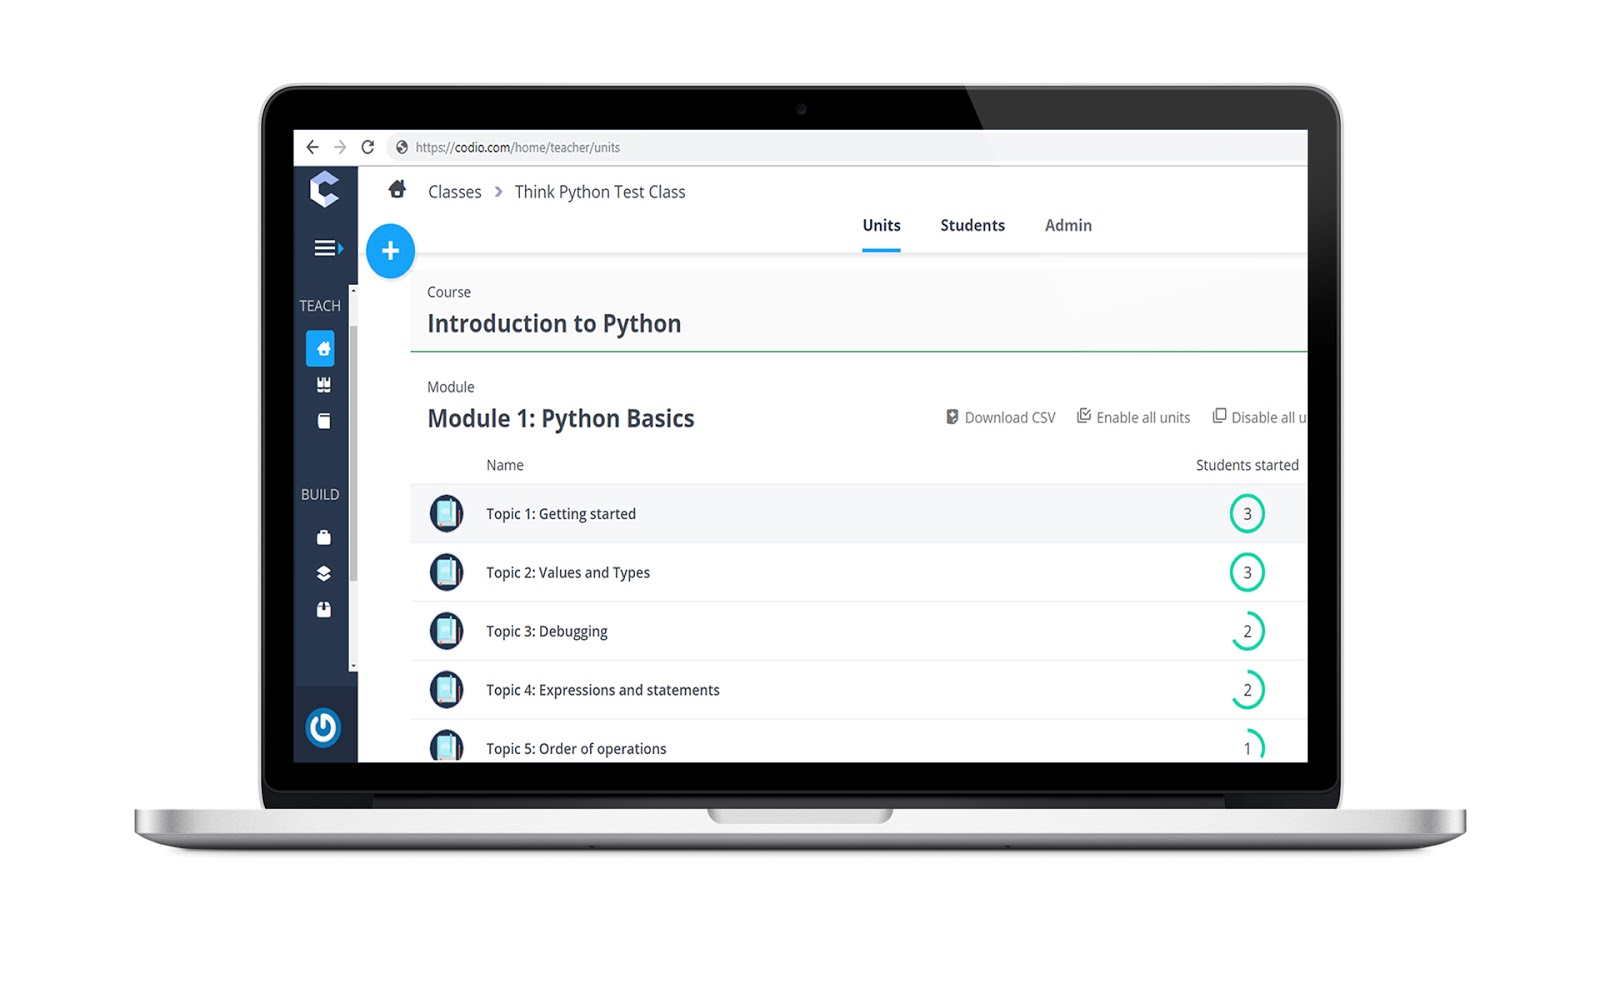 https://codio.com/home/teacher/units
Classes > Think Python Test Class
Units Students Admin
Course
Introduction to Python
TEACH
Module
Module 1: Python Basics
Download CSV Enable all units Disable all u
Name Students started
BUILD
Topic 1: Getting started 3
Topic 2: Values and Types 3
Topic 3: Debugging 2
Topic 4: Expressions and statements 2
Topic 5: Order of operations 1